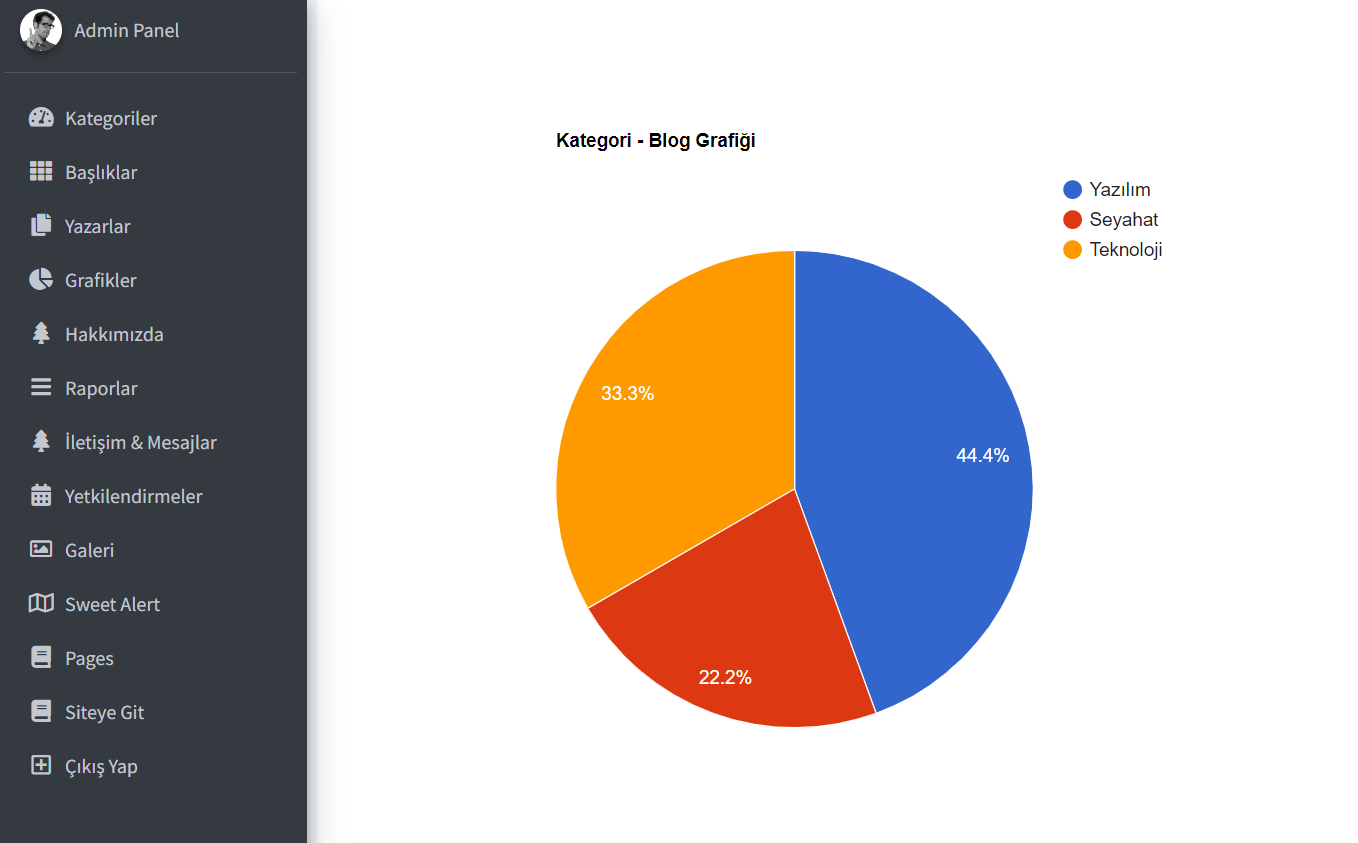 Admin Panel
Kategoriler
Başlıklar
Yazarlar
Grafikler
Hakkımızda
Raporlar
İletişim & Mesajlar
Yetkilendirmeler
Galeri
Sweet Alert
Pages
Siteye Git
Çıkış Yap
Kategori - Blog Grafiği
Yazılım
Seyahat
Teknoloji
33.3%
44.4%
22.2%